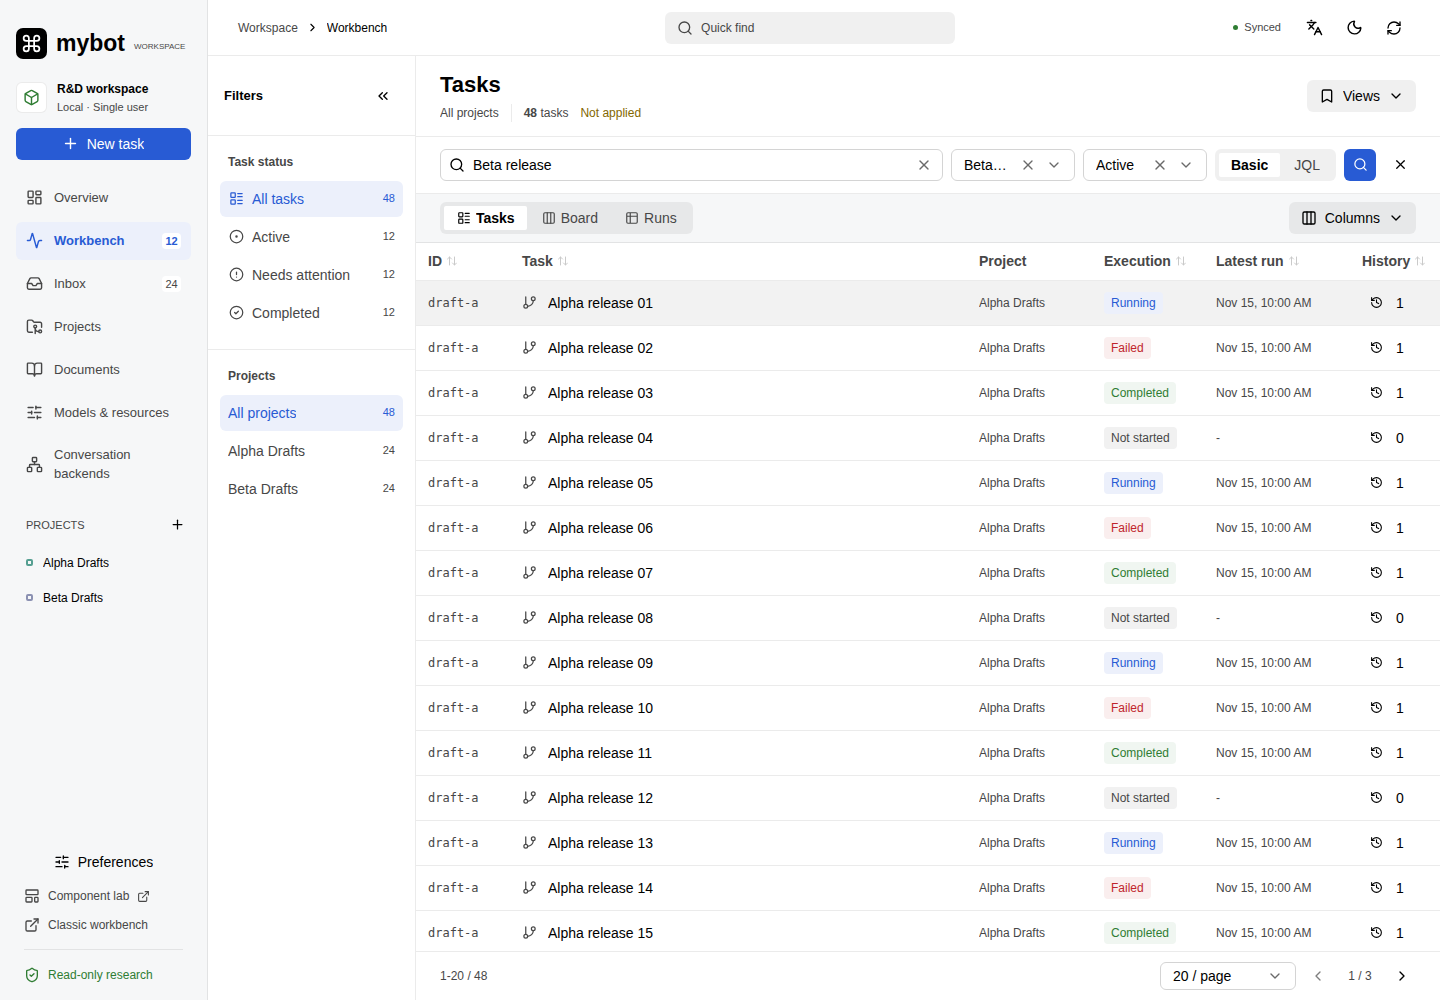 mybot WORKSPACE
R&D workspace
Local · Single user
New task
Overview
Workbench 12
Inbox 24
Projects
Documents
Models & resources
Conversation
backends
PROJECTS
Alpha Drafts
Beta Drafts
Preferences
Component lab
Classic workbench
Read-only research
Workspace Workbench
Quick find
Synced
Filters
Task status
All tasks 48
Active 12
Needs attention 12
Completed 12
Projects
All projects 48
Alpha Drafts 24
Beta Drafts 24
Tasks
All projects 48 tasks Not applied
Views
Beta release
Beta…
Active
Basic JQL
Tasks Board Runs
Columns
ID Task Project Execution Latest run History
draft-a Alpha release 01 Alpha Drafts Running Nov 15, 10:00 AM 1
draft-a Alpha release 02 Alpha Drafts Failed Nov 15, 10:00 AM 1
draft-a Alpha release 03 Alpha Drafts Completed Nov 15, 10:00 AM 1
draft-a Alpha release 04 Alpha Drafts Not started - 0
draft-a Alpha release 05 Alpha Drafts Running Nov 15, 10:00 AM 1
draft-a Alpha release 06 Alpha Drafts Failed Nov 15, 10:00 AM 1
draft-a Alpha release 07 Alpha Drafts Completed Nov 15, 10:00 AM 1
draft-a Alpha release 08 Alpha Drafts Not started - 0
draft-a Alpha release 09 Alpha Drafts Running Nov 15, 10:00 AM 1
draft-a Alpha release 10 Alpha Drafts Failed Nov 15, 10:00 AM 1
draft-a Alpha release 11 Alpha Drafts Completed Nov 15, 10:00 AM 1
draft-a Alpha release 12 Alpha Drafts Not started - 0
draft-a Alpha release 13 Alpha Drafts Running Nov 15, 10:00 AM 1
draft-a Alpha release 14 Alpha Drafts Failed Nov 15, 10:00 AM 1
draft-a Alpha release 15 Alpha Drafts Completed Nov 15, 10:00 AM 1
1-20 / 48
20 / page
1 / 3